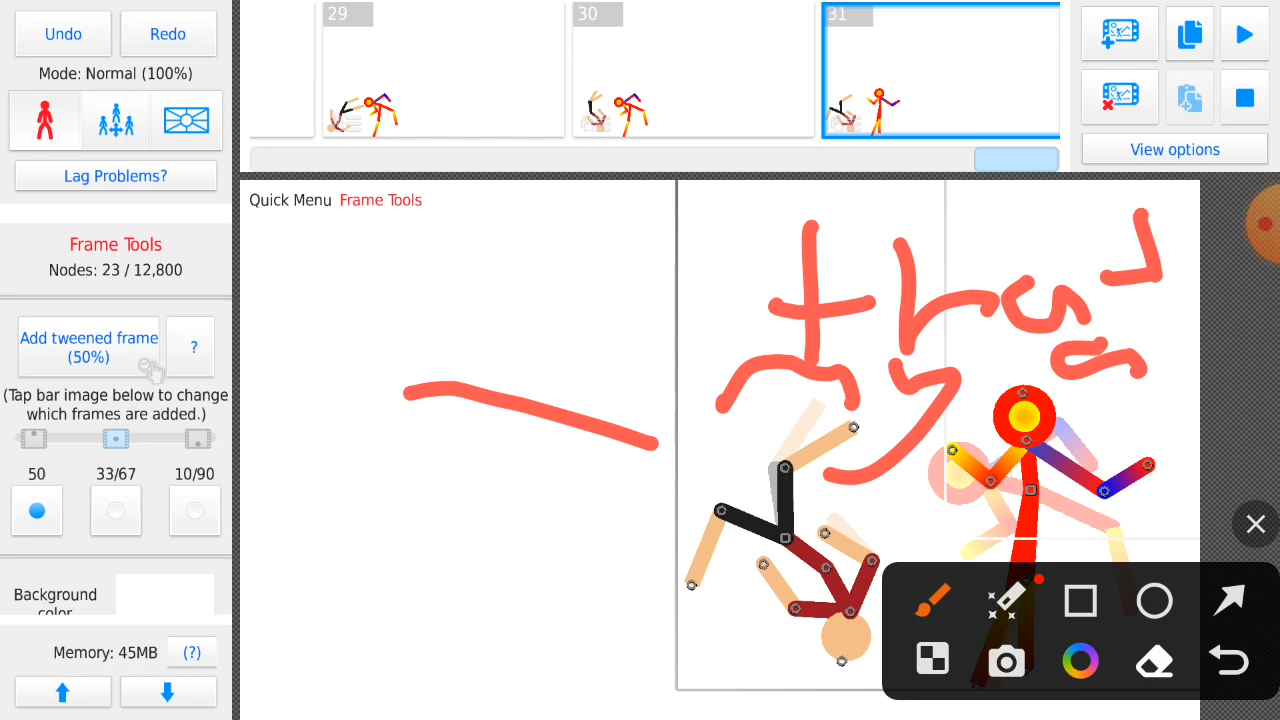 29
30
31
Undo
Redo
Mode: Normal (100%)
Lag Problems?
View options
Quick Menu Frame Tools
Frame Tools
Nodes: 23 / 12,800
Add tweened frame
(50%)
?
(Tap bar image below to change
which frames are added.)
50
33/67
10/90
Background
color
Memory: 45MB
(?)